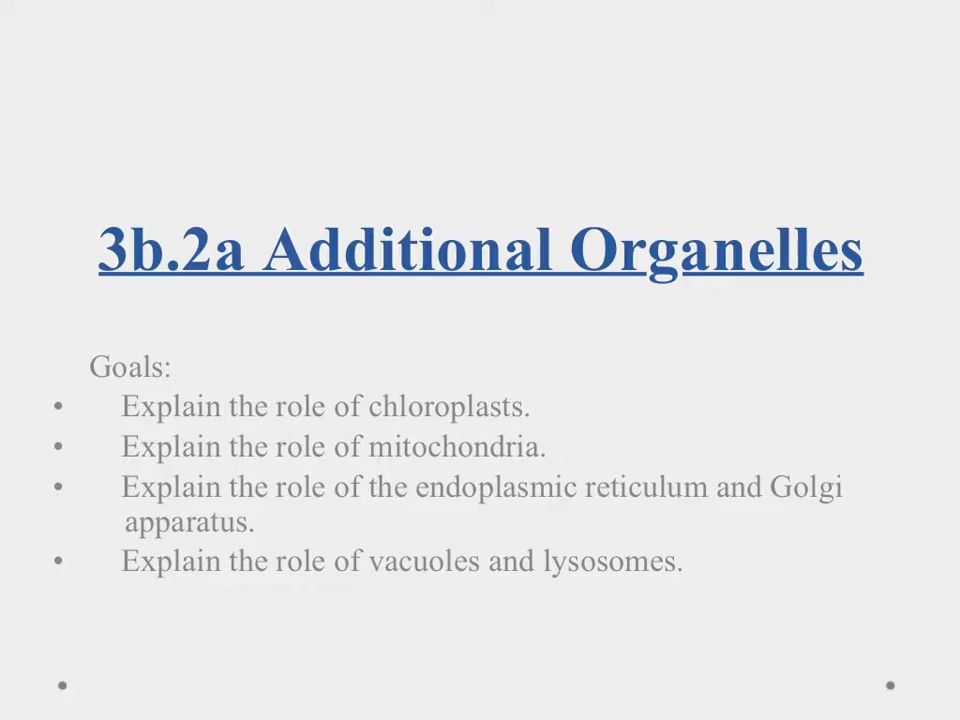 3b.2a Additional Organelles
Goals:
• Explain the role of chloroplasts.
• Explain the role of mitochondria.
• Explain the role of the endoplasmic reticulum and Golgi
apparatus.
• Explain the role of vacuoles and lysosomes.